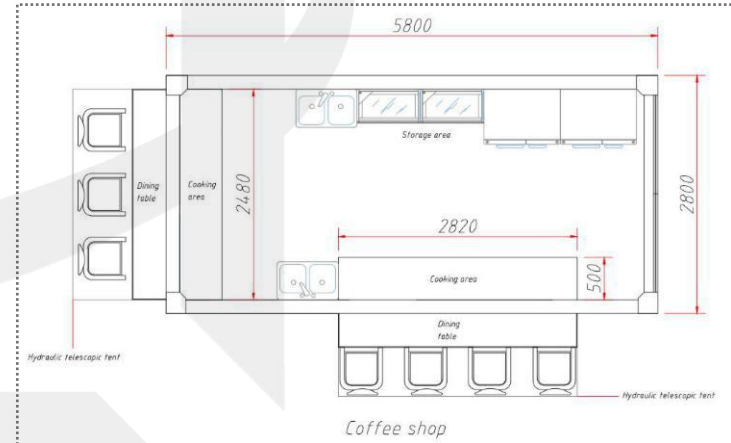 5800
Storage area
Dining
table
Cooking
area
2480
2800
2820
500
Cooking area
Dining
table
Hydraulic telescopic tent
Hydraulic telescopic tent
Coffee shop